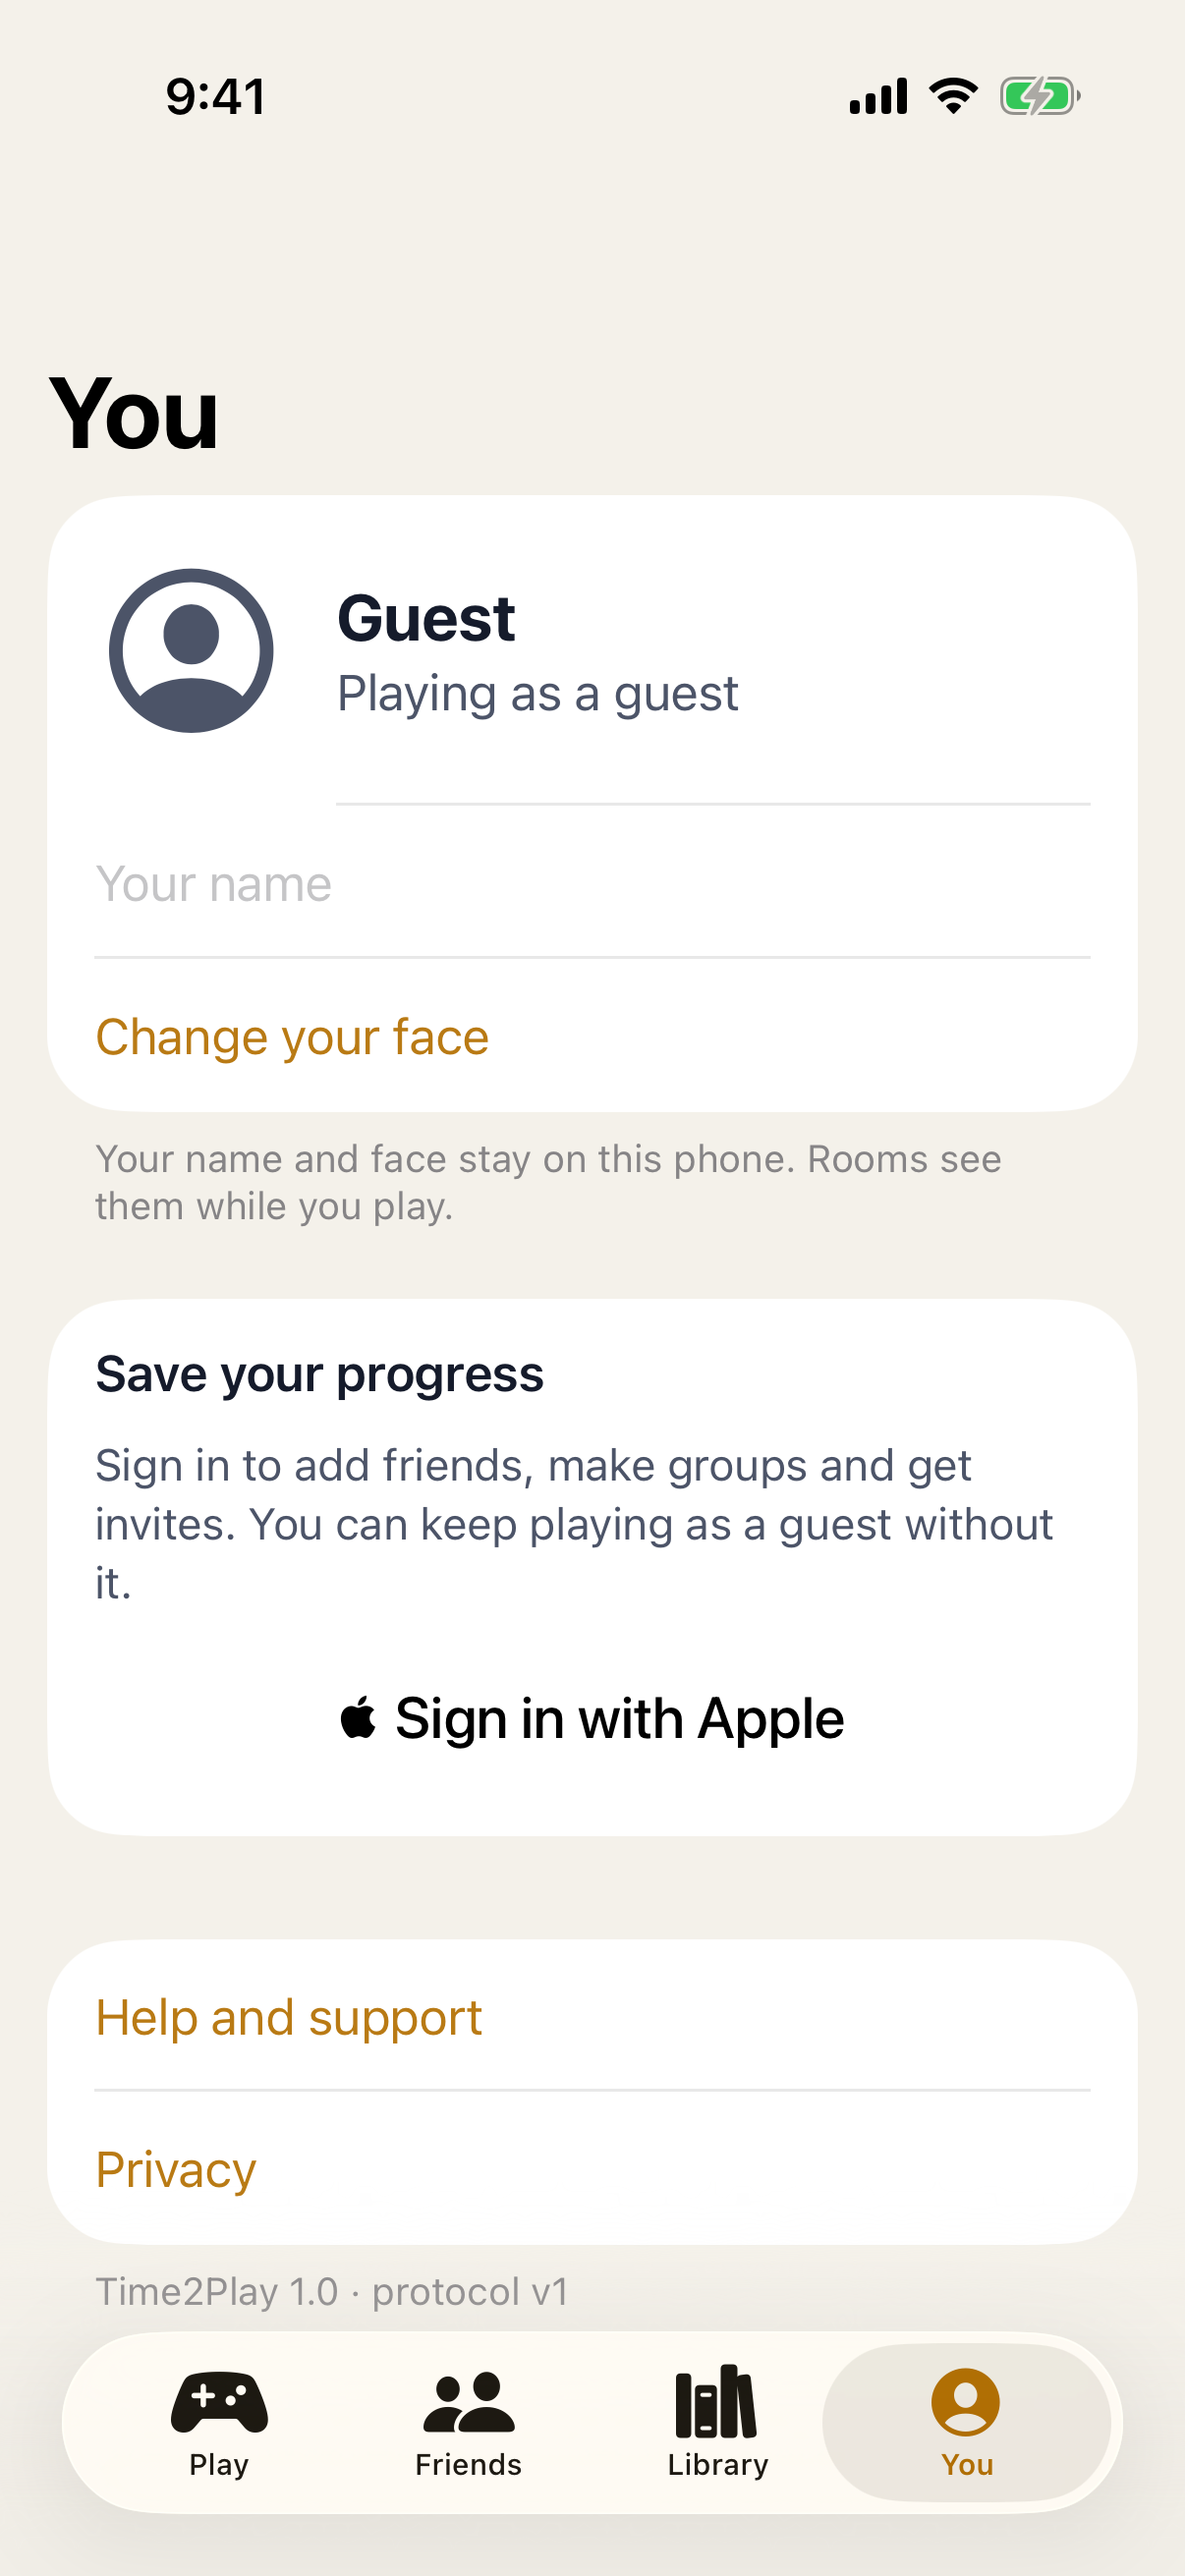 9:41
You
Guest
Playing as a guest
Your name
Change your face
Your name and face stay on this phone. Rooms see
them while you play.
Save your progress
Sign in to add friends, make groups and get
invites. You can keep playing as a guest without
it.
Sign in with Apple
Help and support
Privacy
Time2Play 1.0 · protocol v1
Play
Friends
Library
You